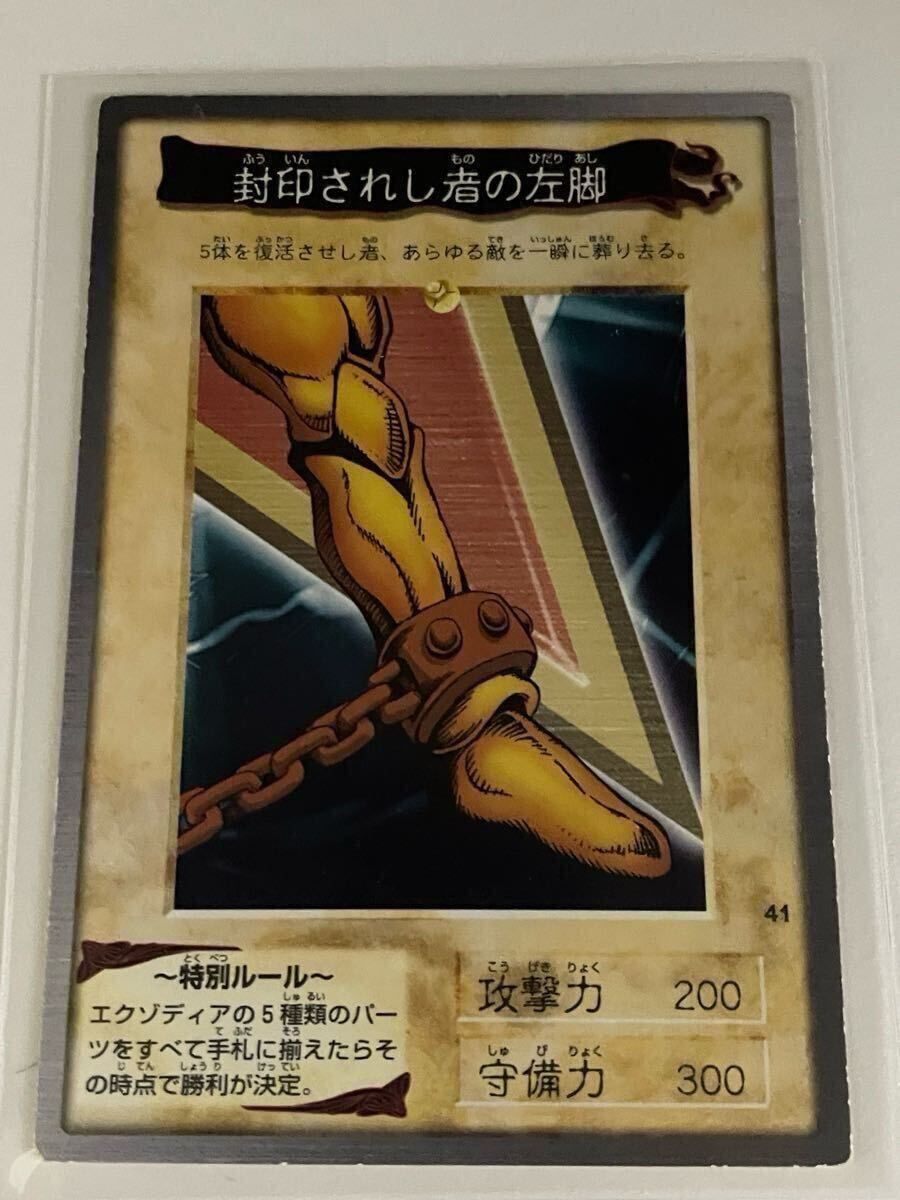 封印されし者の左脚
5体を復活させし者、あらゆる敵を一瞬に葬り去る。
41
～特別ルール～
エクゾディアの5種類のパー
ツをすべて手札に揃えたらそ
の時点で勝利が決定。
攻撃力 200
守備力 300